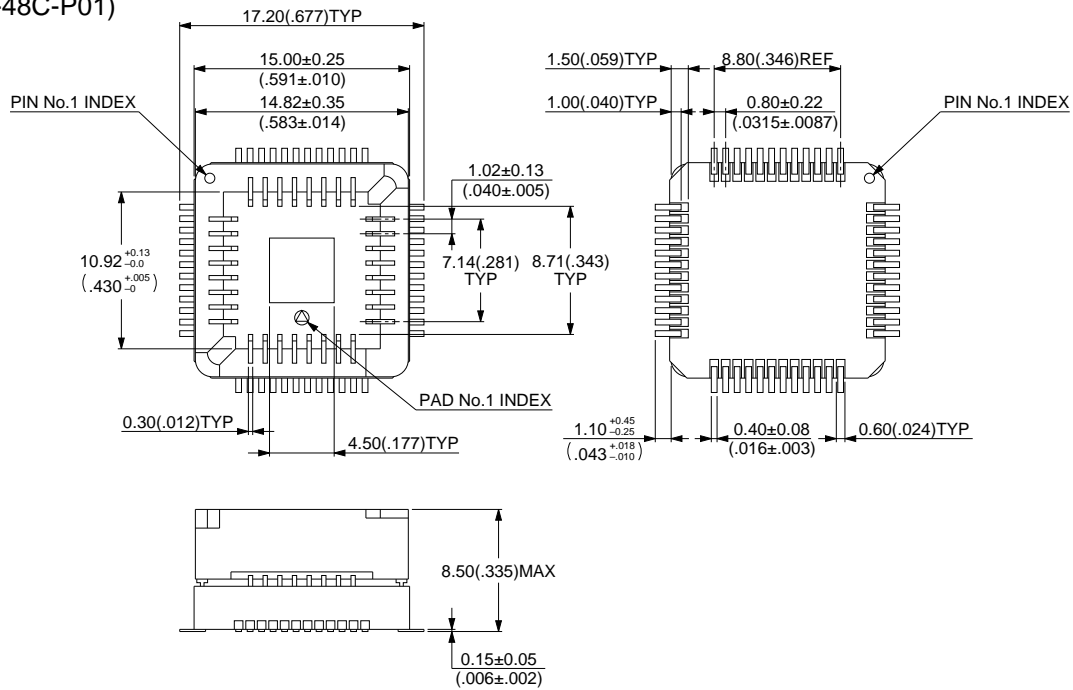 -48C-P01)
17.20(.677)TYP
15.00±0.25
(.591±.010)
14.82±0.35
(.583±.014)
PIN No.1 INDEX
1.02±0.13
(.040±.005)
10.92 +0.13 –0.0
(.430 +.005 –0)
7.14(.281)
TYP
8.71(.343)
TYP
PAD No.1 INDEX
0.30(.012)TYP
4.50(.177)TYP
1.50(.059)TYP
8.80(.346)REF
1.00(.040)TYP
0.80±0.22
(.0315±.0087)
PIN No.1 INDEX
1.10 +0.45 –0.25
(.043 +.018 –.010)
0.40±0.08
(.016±.003)
0.60(.024)TYP
8.50(.335)MAX
0.15±0.05
(.006±.002)